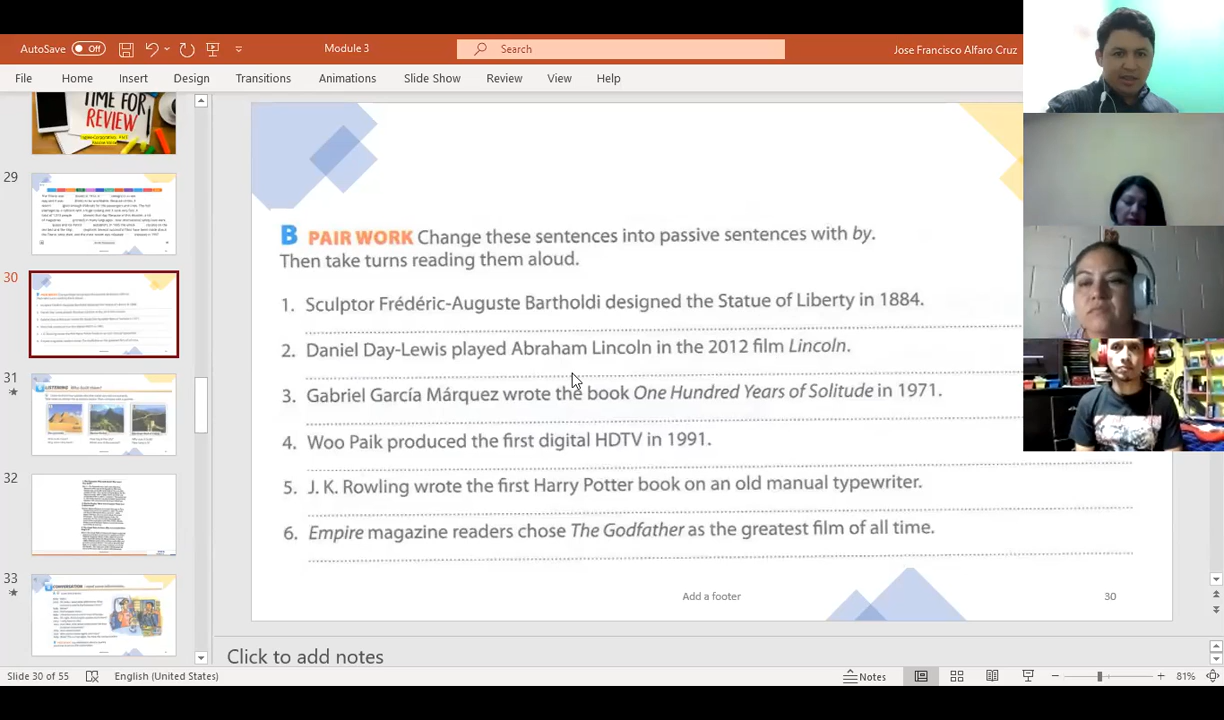 AutoSave Off Module 3 Search Jose Francisco Alfaro Cruz
File Home Insert Design Transitions Animations Slide Show Review View Help
TIME FOR
REVIEW
29
30
31
32
33
B PAIR WORK Change these sentences into passive sentences with by.
Then take turns reading them aloud.
1. Sculptor Frédéric-Auguste Bartholdi designed the Statue of Liberty in 1884.
2. Daniel Day-Lewis played Abraham Lincoln in the 2012 film Lincoln.
3. Gabriel García Márquez wrote the book One Hundred Years of Solitude in 1971.
4. Woo Paik produced the first digital HDTV in 1991.
5. J. K. Rowling wrote the first Harry Potter book on an old manual typewriter.
6. Empire magazine readers chose The Godfather as the greatest film of all time.
Add a footer 30
Click to add notes
Slide 30 of 55 English (United States) Notes 81%